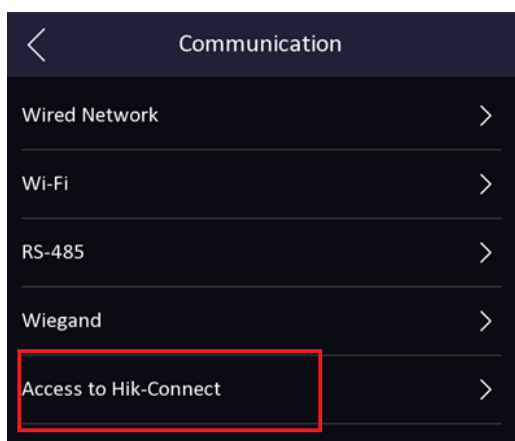 Communication
Wired Network
Wi-Fi
RS-485
Wiegand
Access to Hik-Connect